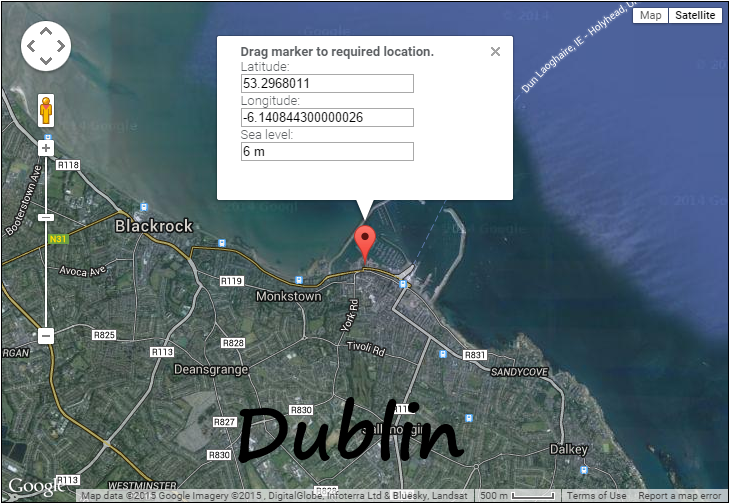 Map Satellite
Drag marker to required location.
Latitude:
53.2968011
Longitude:
-6.140844300000026
Sea level:
6 m
Dun Laoghaire, IE - Holyhead,
R118
Booterstown Ave
Blackrock
N31
Avoca Ave
R119
Monkstown
York Rd
R825
R828
R113
Tivoli Rd
R831
RGAN
Deansgrange
SANDYCOVE
R830
R827
Dublin
R830
Dalkey
WESTMINSTER
R113
Google
Map data ©2015 Google Imagery ©2015 , DigitalGlobe, Infoterra Ltd & Bluesky, Landsat 500 m Terms of Use Report a map error